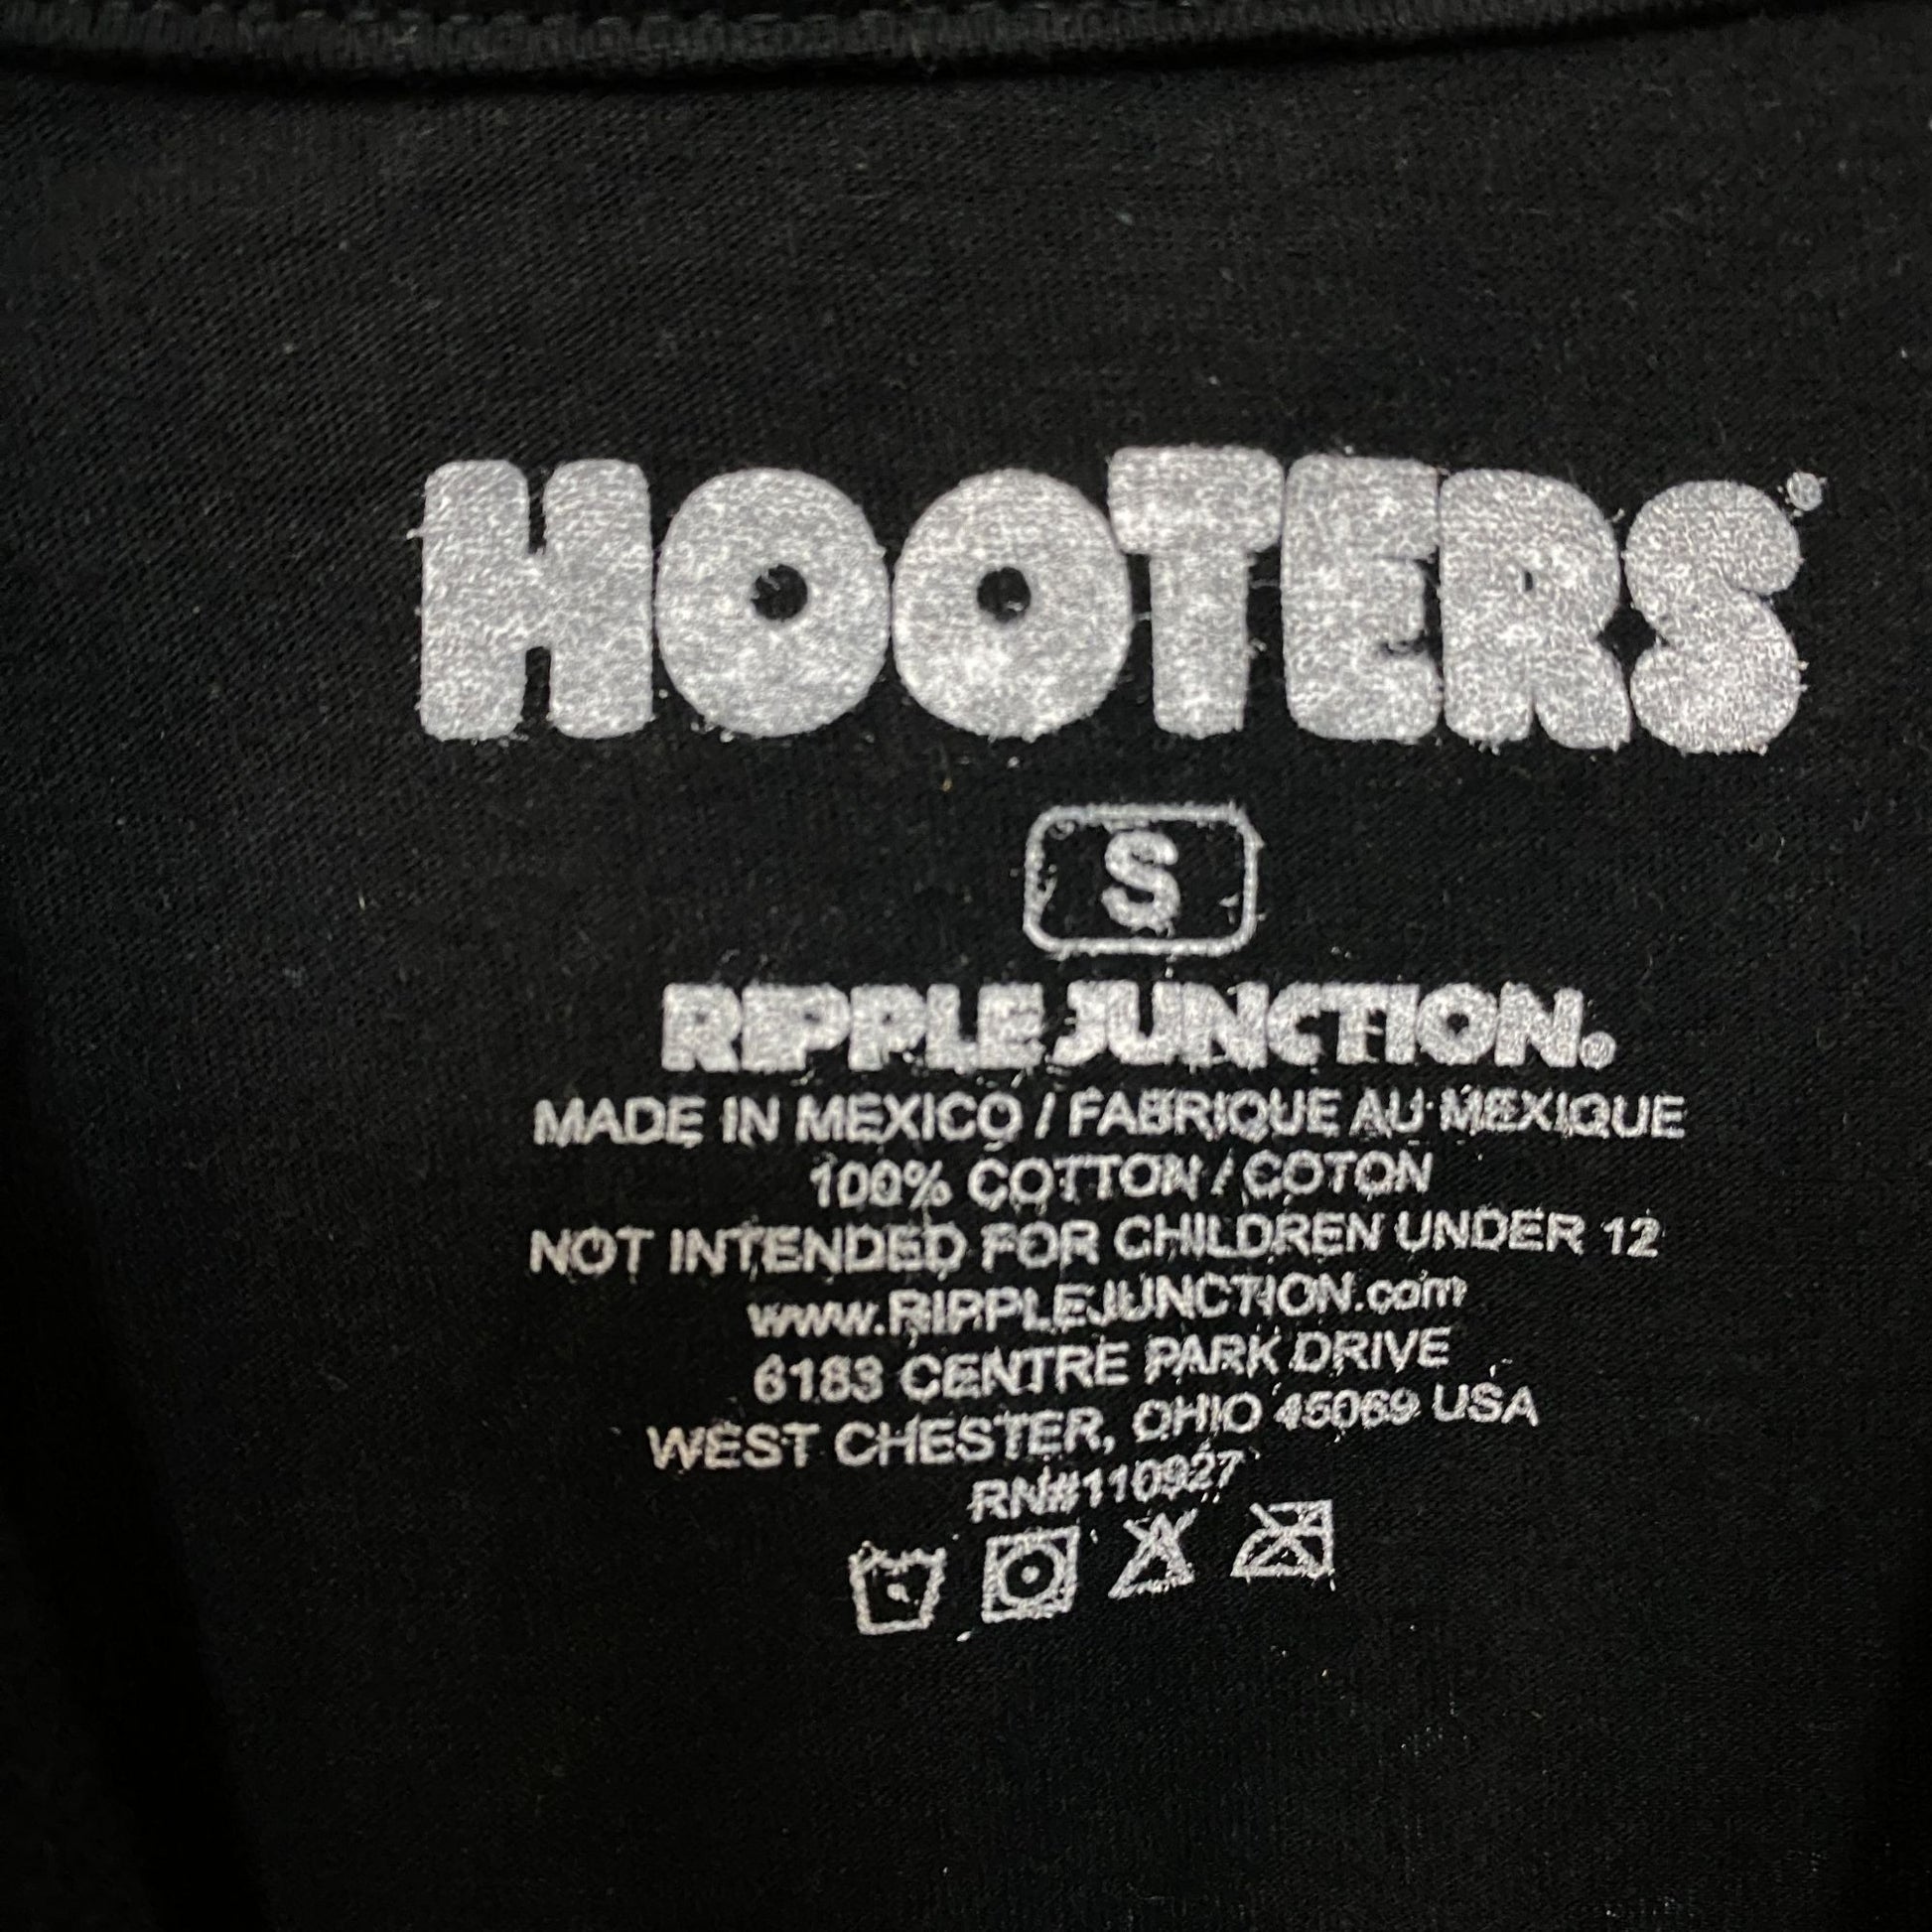 HOOTERS
S
RIPPLE JUNCTION®
MADE IN MEXICO / FABRIQUE AU MEXIQUE
100% COTTON / COTON
NOT INTENDED FOR CHILDREN UNDER 12
www.RIPPLEJUNCTION.com
6183 CENTRE PARK DRIVE
WEST CHESTER, OHIO 45069 USA
RN#110927